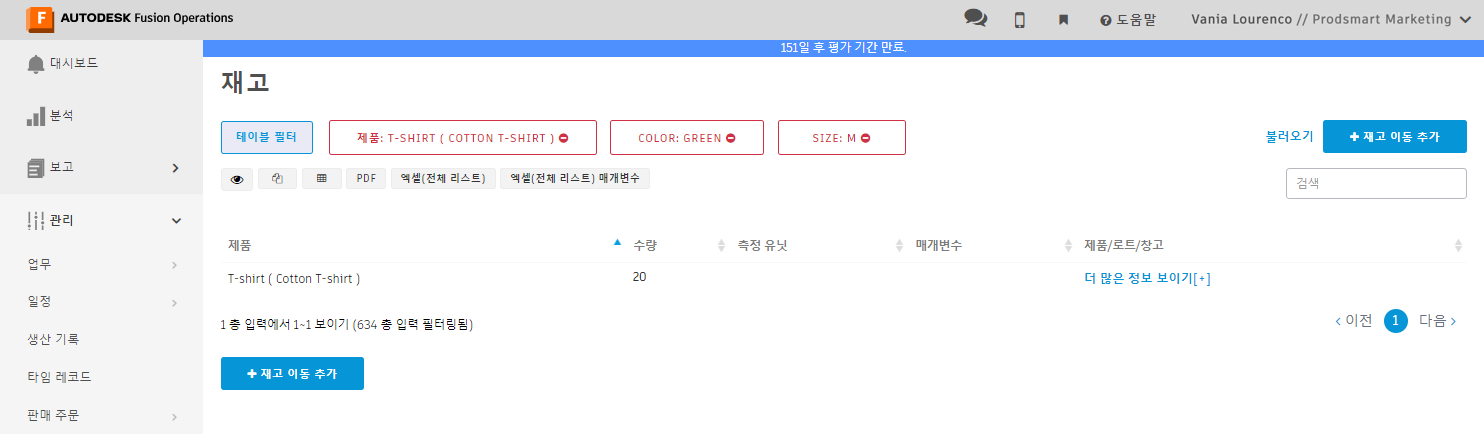 AUTODESK Fusion Operations
도움말
Vania Lourenco // Prodsmart Marketing
151일 후 평가 기간 만료.
대시보드
분석
보고
관리
업무
일정
생산 기록
타임 레코드
판매 주문
재고
테이블 필터
제품: T-SHIRT ( COTTON T-SHIRT )
COLOR: GREEN
SIZE: M
불러오기
+ 재고 이동 추가
PDF
엑셀(전체 리스트)
엑셀(전체 리스트) 매개변수
검색
제품 수량 측정 유닛 매개변수 제품/로트/창고
T-shirt ( Cotton T-shirt ) 20 더 많은 정보 보이기[+]
1 총 입력에서 1~1 보이기 (634 총 입력 필터링됨)
‹ 이전 1 다음 ›
+ 재고 이동 추가